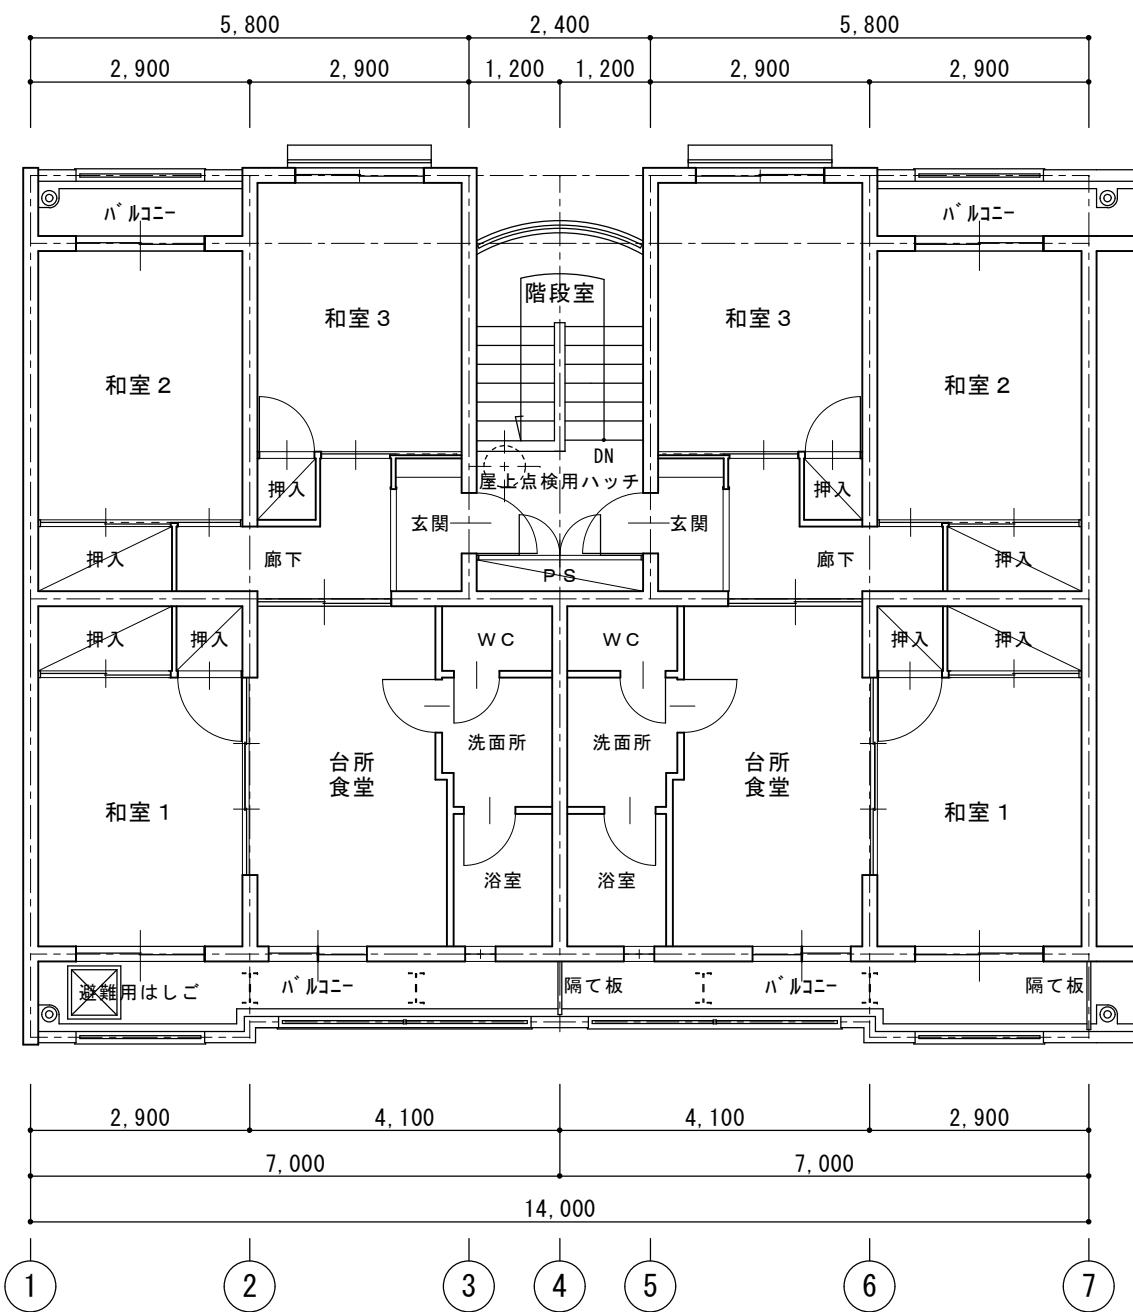 5,800 2,400 5,800
2,900 2,900 1,200 1,200 2,900 2,900
バルコニー バルコニー
階段室
和室3 和室3
和室2 和室2
DN
屋上点検用ハッチ
押入 押入
玄関 玄関
押入 廊下 廊下 押入
PS
押入 押入 WC WC 押入 押入
洗面所 洗面所
台所 台所
食堂 食堂
和室1 和室1
浴室 浴室
避難用はしご バルコニー 隔て板 バルコニー 隔て板
2,900 4,100 4,100 2,900
7,000 7,000
14,000
1 2 3 4 5 6 7